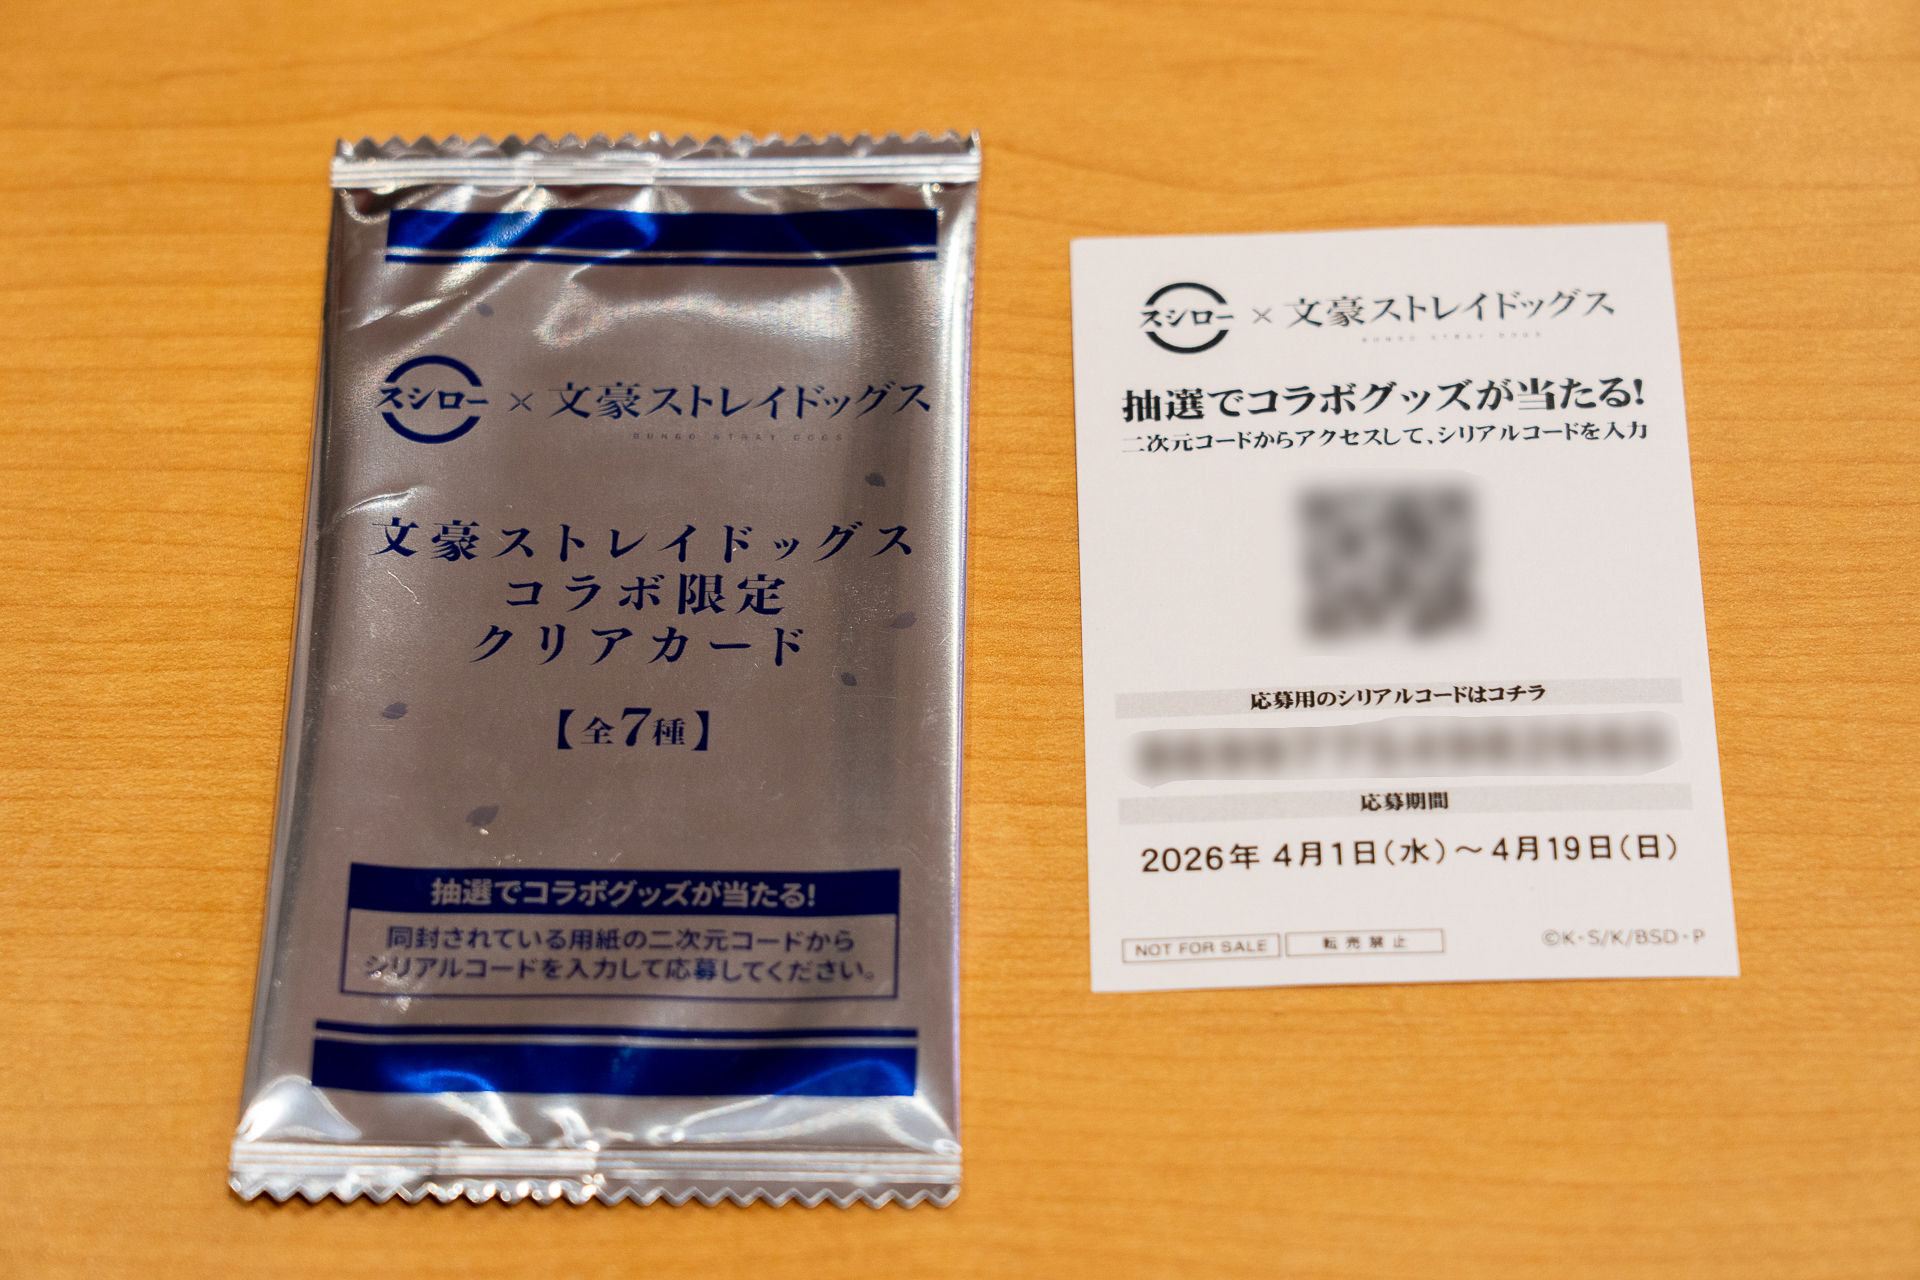 スシロー × 文豪ストレイドッグス
BUNGO STRAY DOGS
文豪ストレイドッグス
コラボ限定
クリアカード
【全7種】
抽選でコラボグッズが当たる!
同封されている用紙の二次元コードから
シリアルコードを入力して応募してください。
スシロー × 文豪ストレイドッグス
BUNGO STRAY DOGS
抽選でコラボグッズが当たる!
二次元コードからアクセスして、シリアルコードを入力
応募用のシリアルコードはコチラ
応募期間
2026年 4月1日(水)~4月19日(日)
NOT FOR SALE 転売禁止
©K・S/K/BSD・P